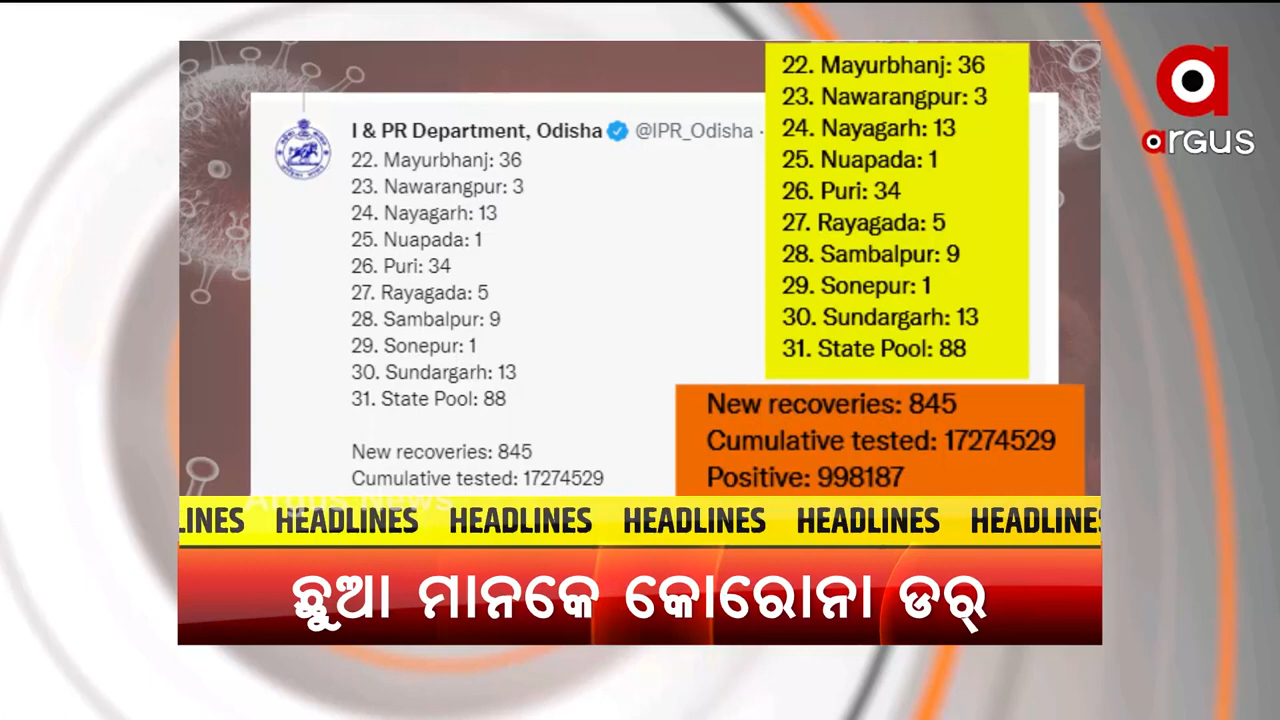 I & PR Department, Odisha @IPR_Odisha ·
22. Mayurbhanj: 36
23. Nawarangpur: 3
24. Nayagarh: 13
25. Nuapada: 1
26. Puri: 34
27. Rayagada: 5
28. Sambalpur: 9
29. Sonepur: 1
30. Sundargarh: 13
31. State Pool: 88
New recoveries: 845
Cumulative tested: 17274529
22. Mayurbhanj: 36
23. Nawarangpur: 3
24. Nayagarh: 13
25. Nuapada: 1
26. Puri: 34
27. Rayagada: 5
28. Sambalpur: 9
29. Sonepur: 1
30. Sundargarh: 13
31. State Pool: 88
New recoveries: 845
Cumulative tested: 17274529
Positive: 998187
argus
Argus News
LINES HEADLINES HEADLINES HEADLINES HEADLINES HEADLINES
ଛୁଆ ମାନକେ କୋରୋନା ଡର୍